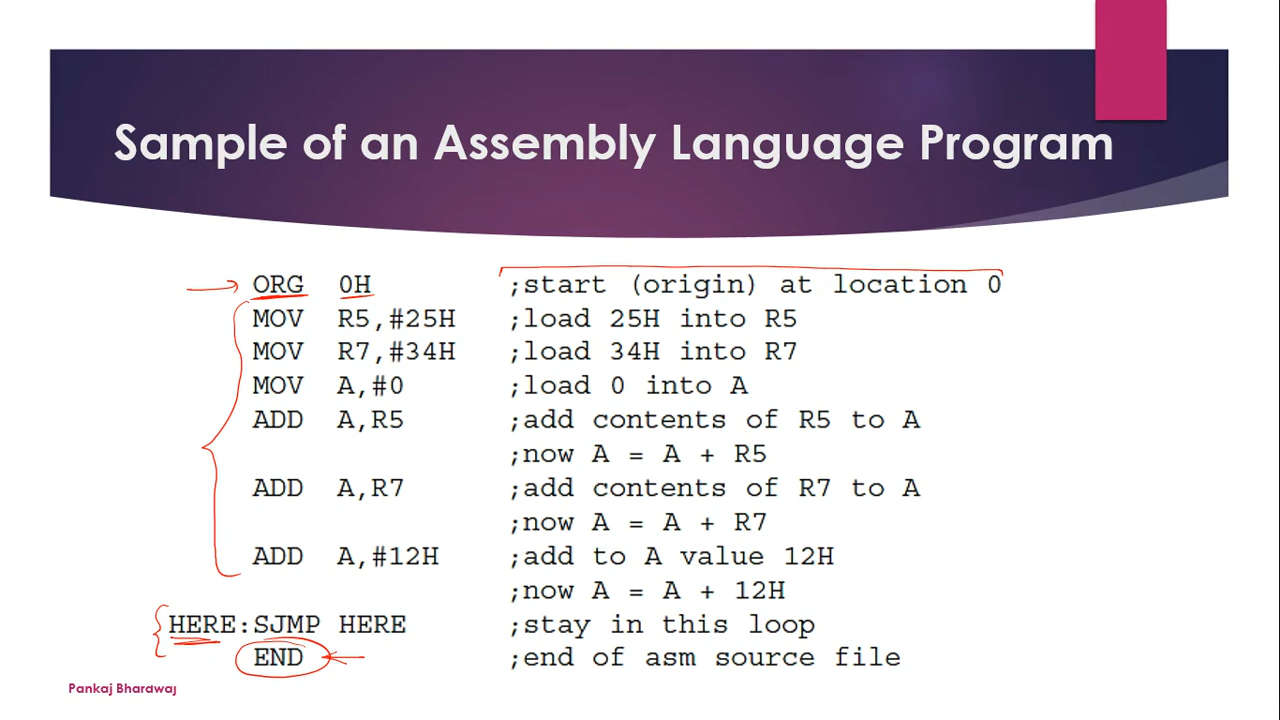 Sample of an Assembly Language Program
ORG 0H ;start (origin) at location 0
MOV R5,#25H ;load 25H into R5
MOV R7,#34H ;load 34H into R7
MOV A,#0 ;load 0 into A
ADD A,R5 ;add contents of R5 to A
;now A = A + R5
ADD A,R7 ;add contents of R7 to A
;now A = A + R7
ADD A,#12H ;add to A value 12H
;now A = A + 12H
HERE:SJMP HERE ;stay in this loop
END ;end of asm source file
Pankaj Bhardwaj